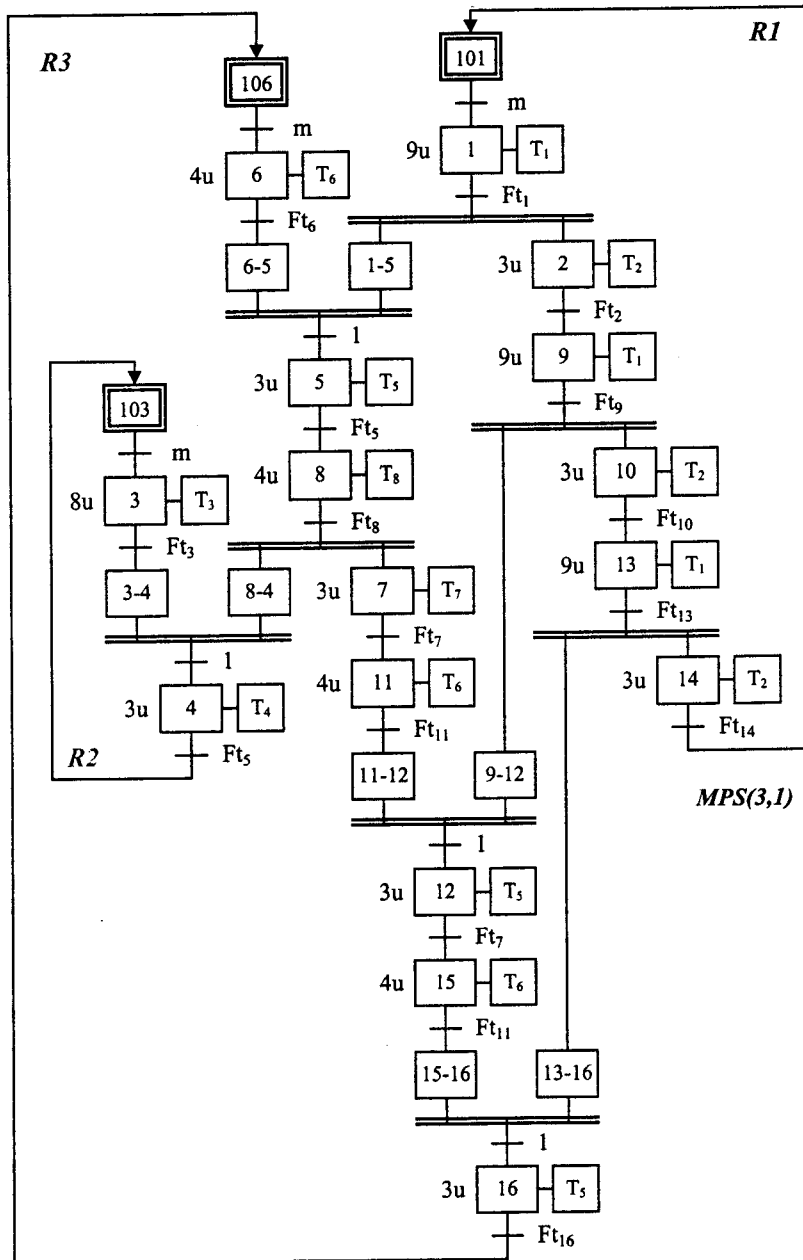 R3
R1
106
101
m
m
4u 6 T6
9u 1 T1
Ft6
Ft1
6-5
1-5
3u 2 T2
Ft2
1
3u 5 T5
9u 9 T1
103
Ft5
Ft9
m
4u 8 T8
3u 10 T2
8u 3 T3
Ft8
Ft10
Ft3
9u 13 T1
3-4
8-4
3u 7 T7
Ft13
Ft7
1
4u 11 T6
3u 14 T2
3u 4 T4
Ft11
Ft14
R2
Ft5
11-12
9-12
MPS(3,1)
1
3u 12 T5
Ft7
4u 15 T6
Ft11
15-16
13-16
1
3u 16 T5
Ft16